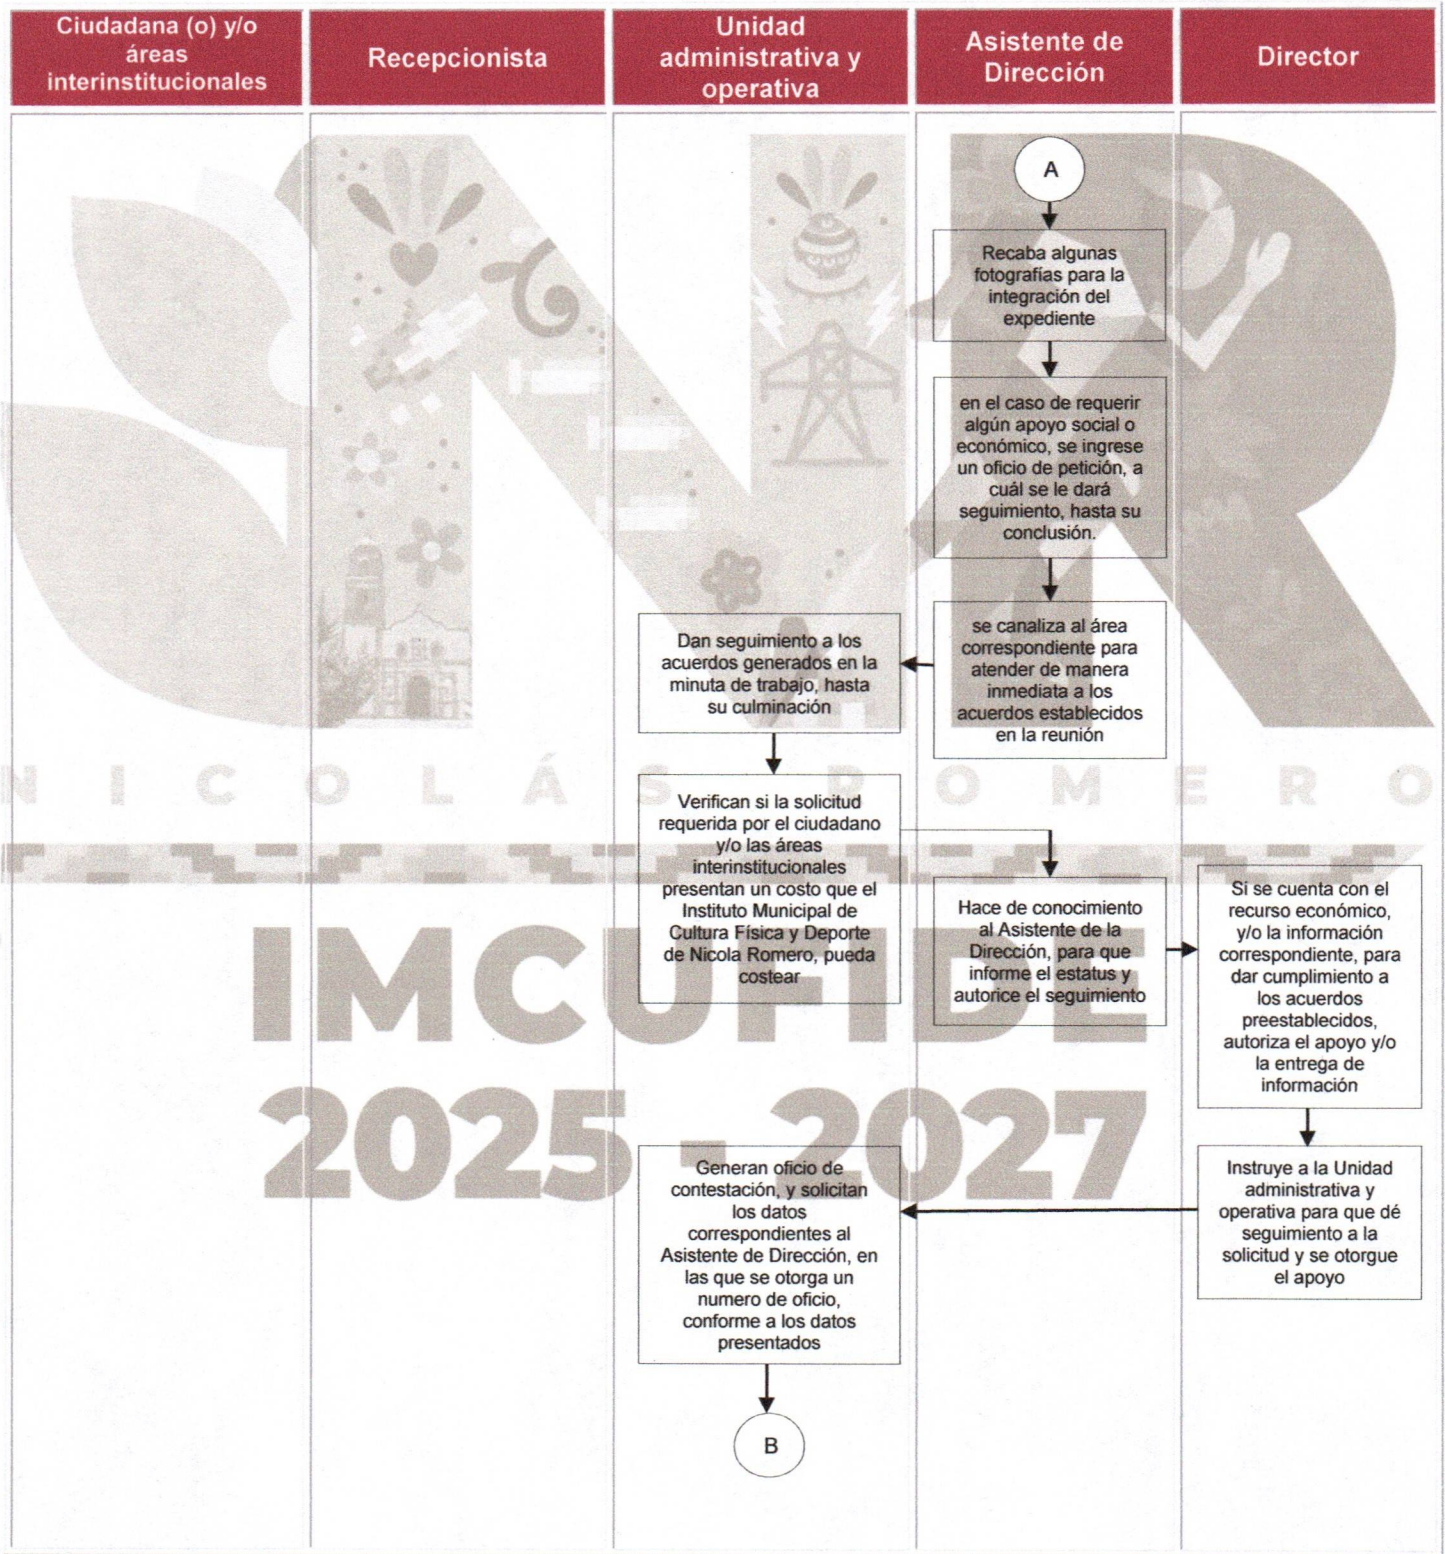 Ciudadana (o) y/o
áreas
interinstitucionales
Recepcionista
Unidad
administrativa y
operativa
Asistente de
Dirección
Director
A
Recaba algunas
fotografías para la
integración del
expediente
en el caso de requerir
algún apoyo social o
económico, se ingrese
un oficio de petición, a
cuál se le dará
seguimiento, hasta su
conclusión.
se canaliza al área
correspondiente para
atender de manera
inmediata a los
acuerdos establecidos
en la reunión
Dan seguimiento a los
acuerdos generados en la
minuta de trabajo, hasta
su culminación
Verifican si la solicitud
requerida por el ciudadano
y/o las áreas
interinstitucionales
presentan un costo que el
Instituto Municipal de
Cultura Física y Deporte
de Nicola Romero, pueda
costear
Hace de conocimiento
al Asistente de la
Dirección, para que
informe el estatus y
autorice el seguimiento
Si se cuenta con el
recurso económico,
y/o la información
correspondiente, para
dar cumplimiento a
los acuerdos
preestablecidos,
autoriza el apoyo y/o
la entrega de
información
Instruye a la Unidad
administrativa y
operativa para que dé
seguimiento a la
solicitud y se otorgue
el apoyo
Generan oficio de
contestación, y solicitan
los datos
correspondientes al
Asistente de Dirección, en
las que se otorga un
numero de oficio,
conforme a los datos
presentados
B
SNR
NICOLÁS ROMERO
IMCUFIDE
2025 - 2027